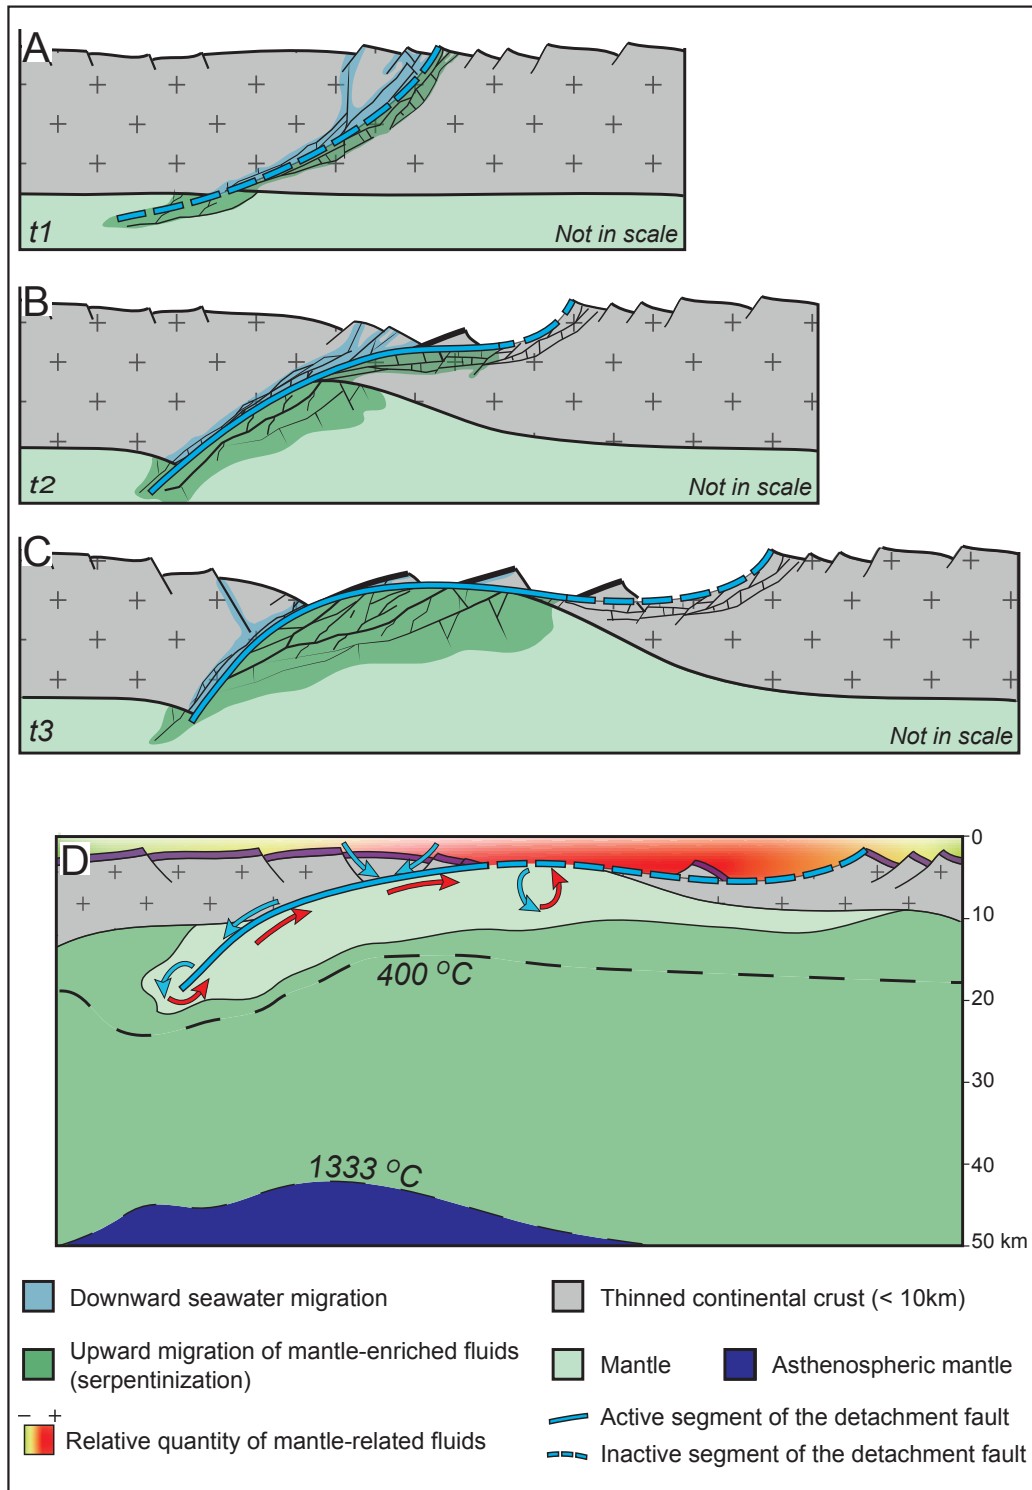 A
t1
Not in scale
B
t2
Not in scale
C
t3
Not in scale
D
0
10
400 °C
20
30
1333 °C
40
50 km
Downward seawater migration
Thinned continental crust (< 10km)
Upward migration of mantle-enriched fluids
(serpentinization)
Mantle
Asthenospheric mantle
− +
Relative quantity of mantle-related fluids
Active segment of the detachment fault
Inactive segment of the detachment fault